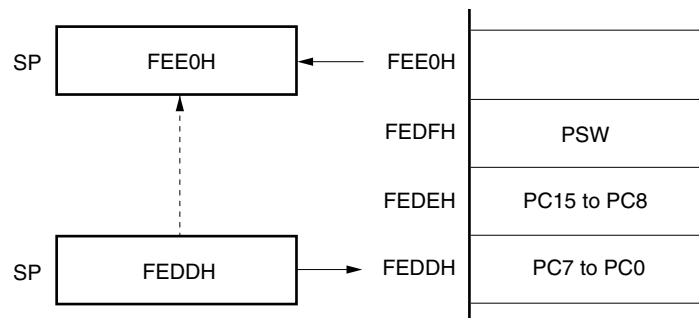 SP FEE0H FEE0H
FEDFH PSW
FEDEH PC15 to PC8
SP FEDDH FEDDH PC7 to PC0